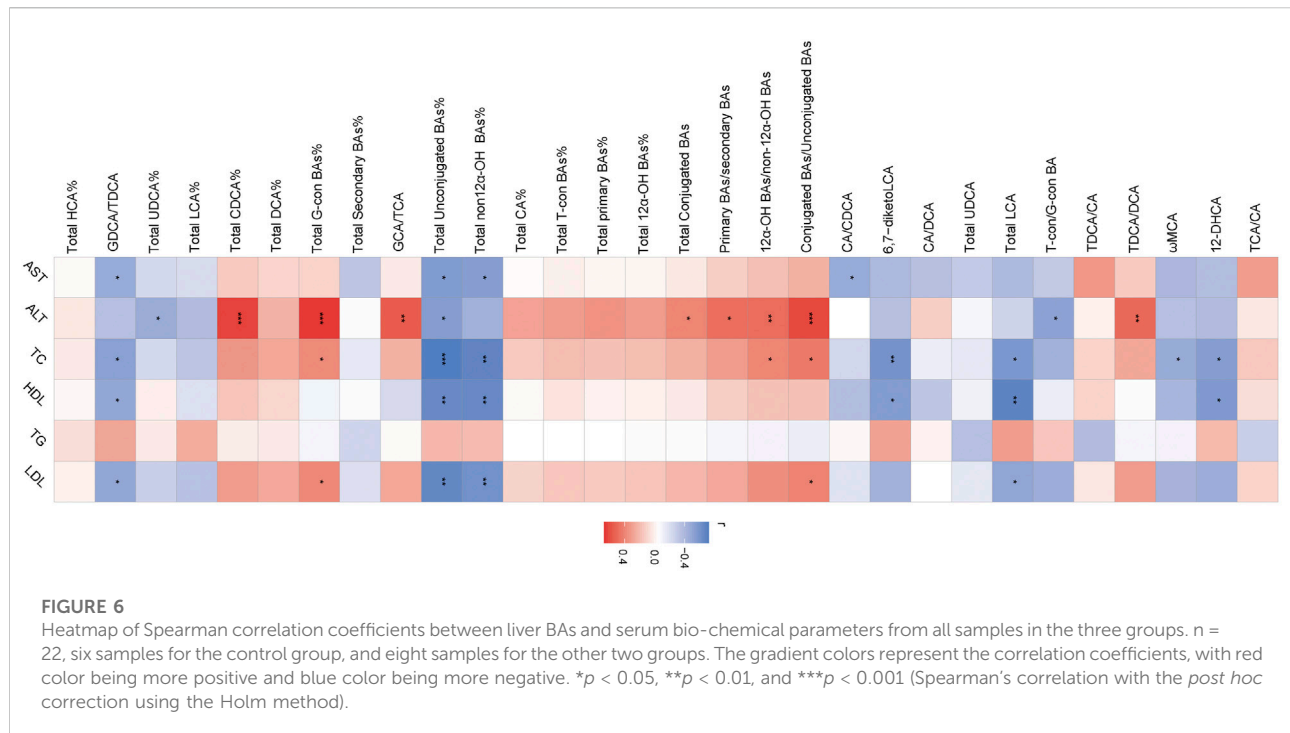 Total HCA%
GDCA/TDCA
Total UDCA%
Total LCA%
Total CDCA%
Total DCA%
Total G-con BAs%
Total Secondary BAs%
GCA/TCA
Total Unconjugated BAs%
Total non12α-OH BAs%
Total CA%
Total T-con BAs%
Total primary BAs%
Total 12α-OH BAs%
Total Conjugated BAs
Primary BAs/secondary BAs
12α-OH BAs/non-12α-OH BAs
Conjugated BAs/Unconjugated BAs
CA/CDCA
6,7-diketoLCA
CA/DCA
Total UDCA
Total LCA
T-con/G-con BA
TDCA/CA
TDCA/DCA
ωMCA
12-DHCA
TCA/CA
AST * * * *
ALT * *** *** ** * * * ** *** * **
TC * * *** ** * * ** * * *
HDL * ** ** * ** *
TG
LDL * * ** ** * *
r
0.4 0.0 −0.4
FIGURE 6
Heatmap of Spearman correlation coefficients between liver BAs and serum bio-chemical parameters from all samples in the three groups. n =
22, six samples for the control group, and eight samples for the other two groups. The gradient colors represent the correlation coefficients, with red
color being more positive and blue color being more negative. *p < 0.05, **p < 0.01, and ***p < 0.001 (Spearman's correlation with the post hoc
correction using the Holm method).